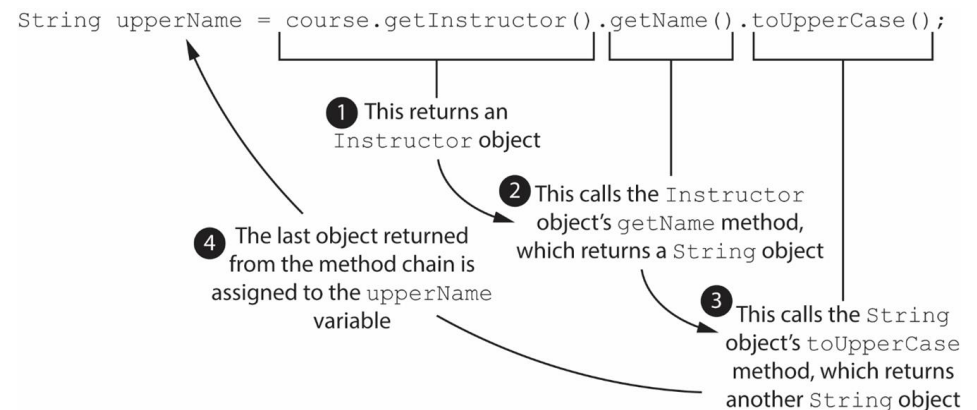 String upperName = course.getInstructor().getName().toUpperCase();
1 This returns an
Instructor object
2 This calls the Instructor
object’s getName method,
which returns a String object
3 This calls the String
object’s toUpperCase
method, which returns
another String object
4 The last object returned
from the method chain is
assigned to the upperName
variable